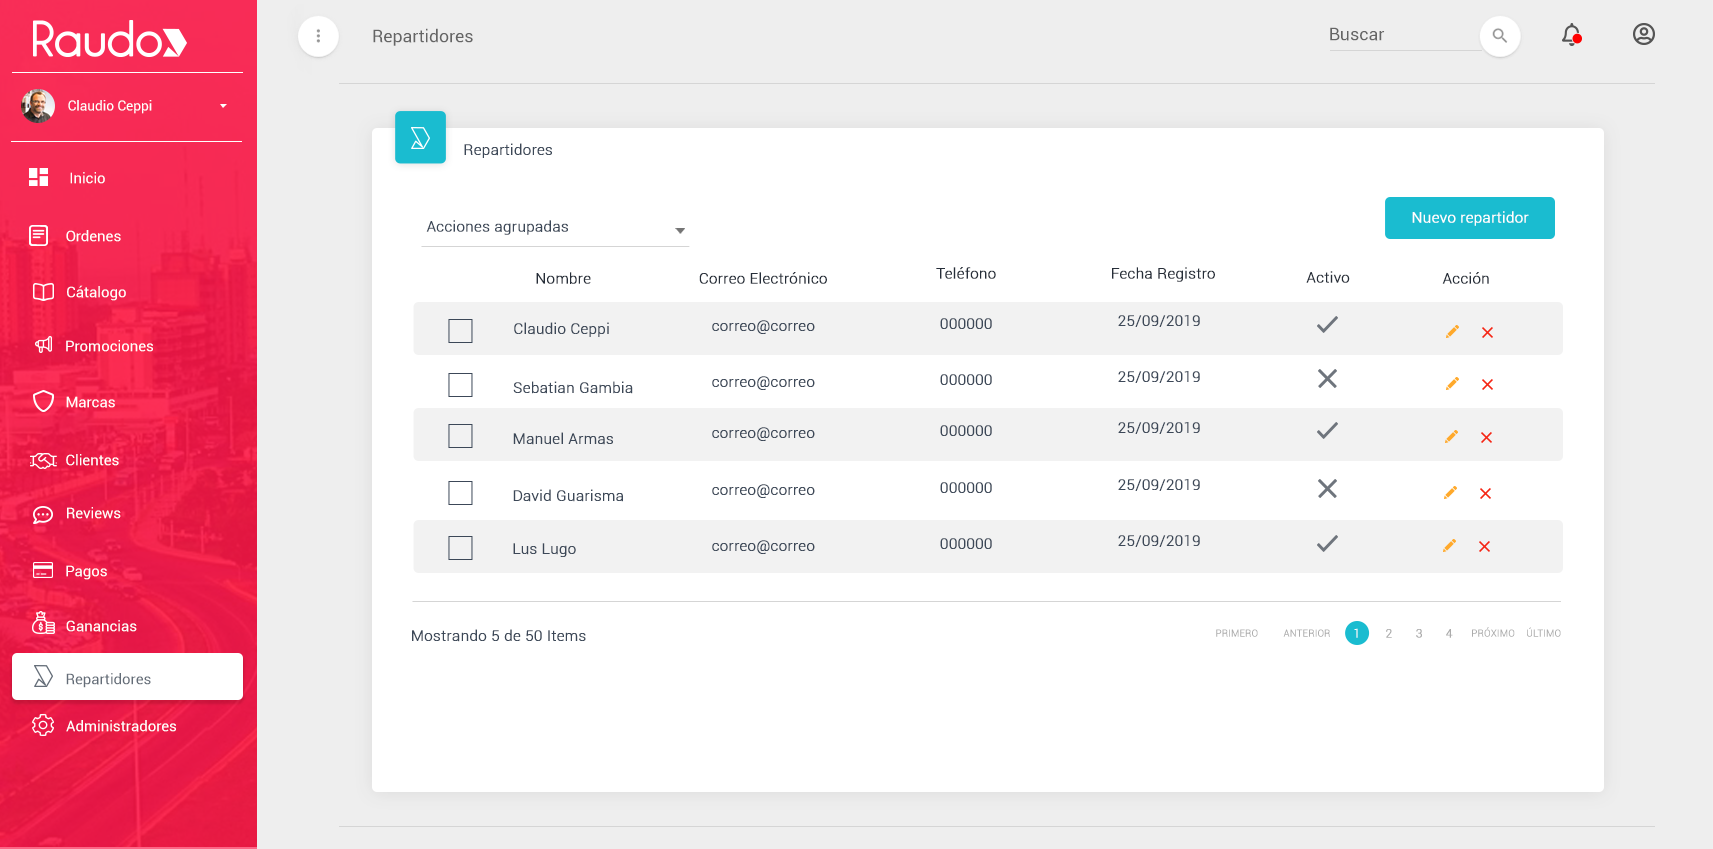 Raudo
Claudio Ceppi
Inicio
Ordenes
Cátalogo
Promociones
Marcas
Clientes
Reviews
Pagos
Ganancias
Repartidores
Administradores
Repartidores
Buscar
Repartidores
Acciones agrupadas
Nuevo repartidor
Nombre Correo Electrónico Teléfono Fecha Registro Activo Acción
Claudio Ceppi correo@correo 000000 25/09/2019
Sebatian Gambia correo@correo 000000 25/09/2019
Manuel Armas correo@correo 000000 25/09/2019
David Guarisma correo@correo 000000 25/09/2019
Lus Lugo correo@correo 000000 25/09/2019
Mostrando 5 de 50 Items
PRIMERO ANTERIOR 1 2 3 4 PRÓXIMO ÚLTIMO